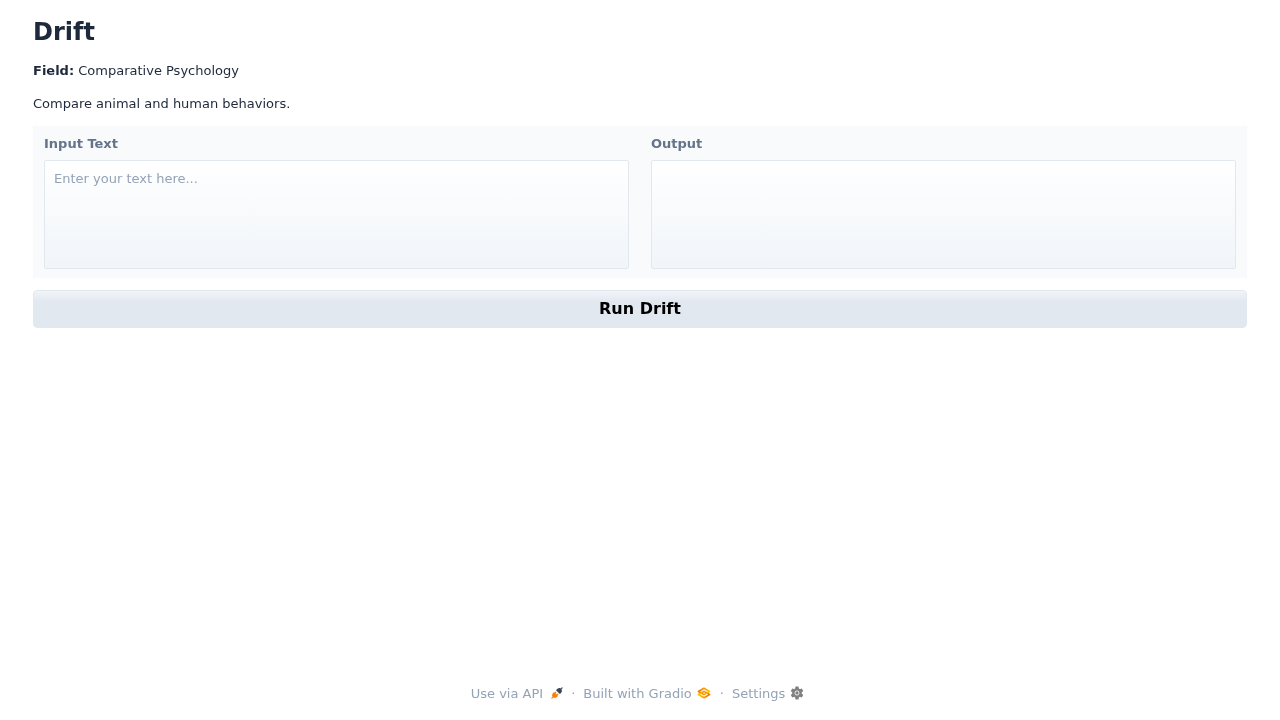 Drift
Field: Comparative Psychology
Compare animal and human behaviors.
Input Text
Output
Enter your text here...
Run Drift
Use via API · Built with Gradio · Settings